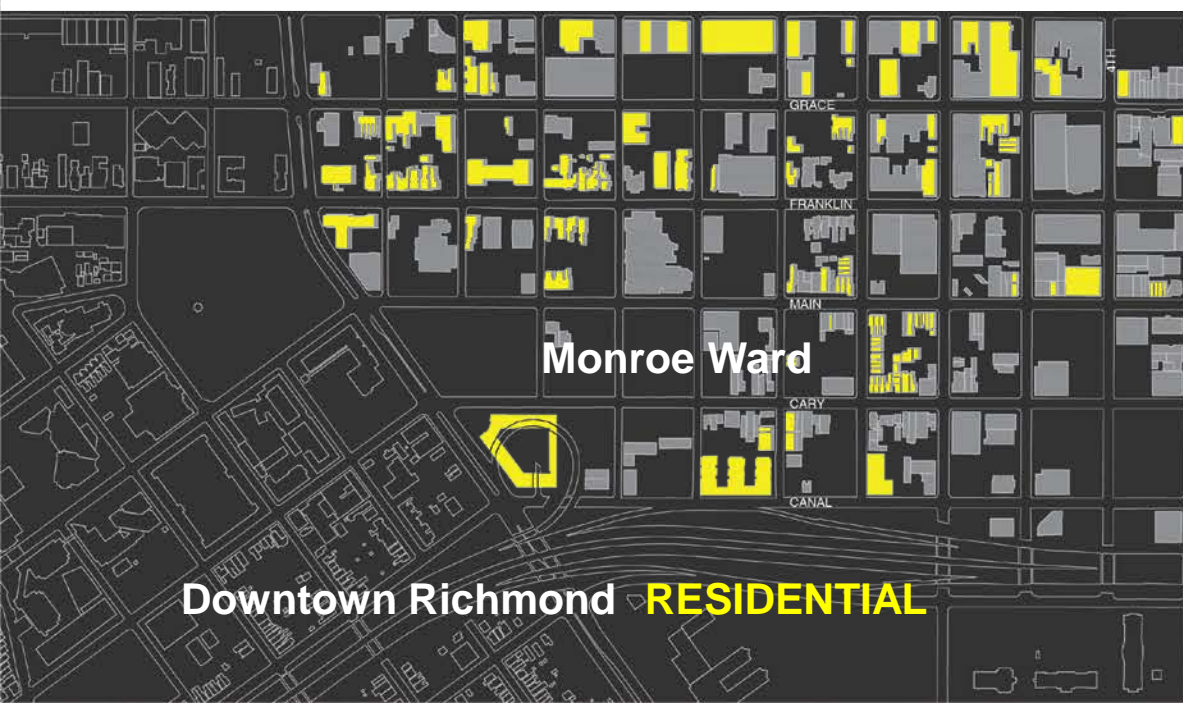 4TH
GRACE
FRANKLIN
MAIN
Monroe Ward
CARY
CANAL
Downtown Richmond RESIDENTIAL